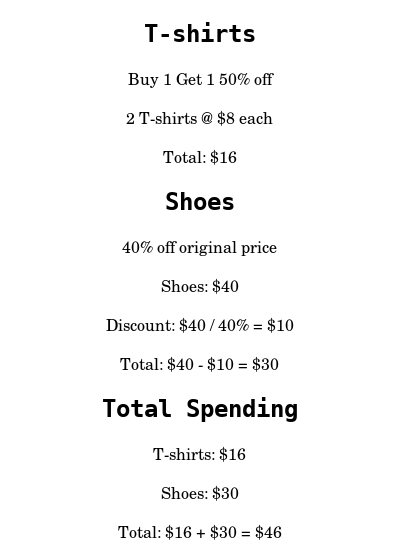 T-shirts
Buy 1 Get 1 50% off
2 T-shirts @ $8 each
Total: $16
Shoes
40% off original price
Shoes: $40
Discount: $40 / 40% = $10
Total: $40 - $10 = $30
Total Spending
T-shirts: $16
Shoes: $30
Total: $16 + $30 = $46